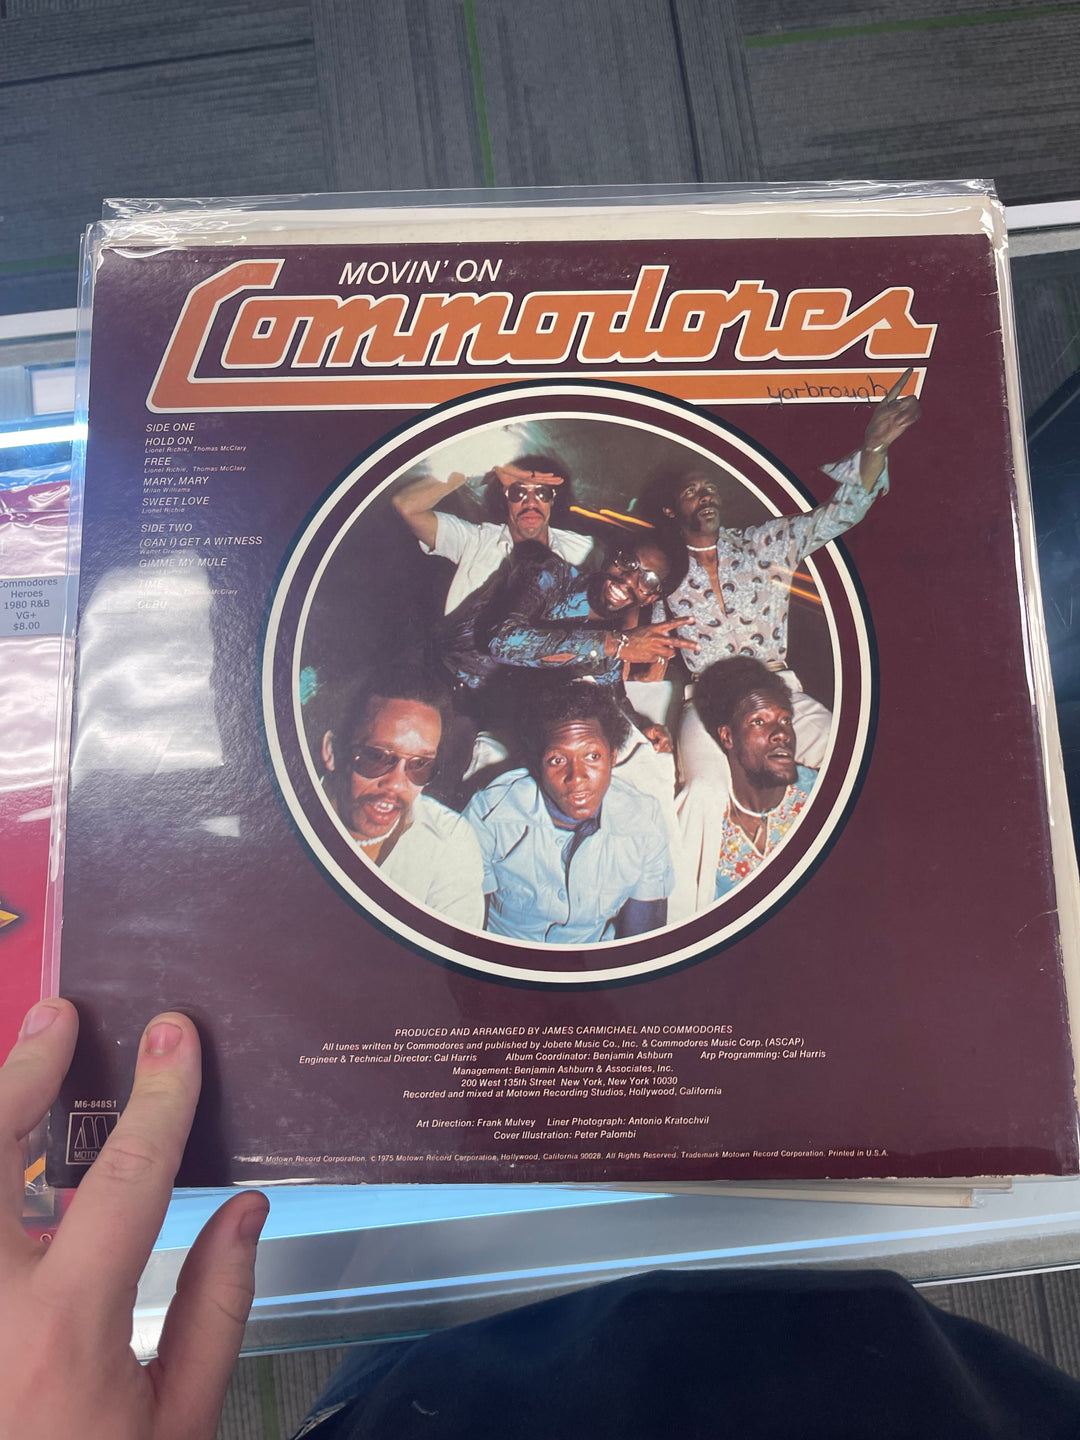 MOVIN' ON
Commodores
yarbrough
SIDE ONE
HOLD ON
Lionel Richie, Thomas McClary
FREE
Lionel Richie, Thomas McClary
MARY, MARY
Milan Williams
SWEET LOVE
Lionel Richie
SIDE TWO
(CAN I) GET A WITNESS
Walter Orange
GIMME MY MULE
TIME
McClary
CEBU
Commodores
Heroes
1980 R&B
VG+
$8.00
PRODUCED AND ARRANGED BY JAMES CARMICHAEL AND COMMODORES
All tunes written by Commodores and published by Jobete Music Co., Inc. & Commodores Music Corp. (ASCAP)
Engineer & Technical Director: Cal Harris Album Coordinator: Benjamin Ashburn Arp Programming: Cal Harris
Management: Benjamin Ashburn & Associates, Inc.
200 West 135th Street New York, New York 10030
Recorded and mixed at Motown Recording Studios, Hollywood, California
Art Direction: Frank Mulvey Liner Photograph: Antonio Kratochvil
Cover Illustration: Peter Palombi
M6-848S1
MOTO
1975 Motown Record Corporation. © 1975 Motown Record Corporation, Hollywood, California 90028. All Rights Reserved. Trademark Motown Record Corporation. Printed in U.S.A.